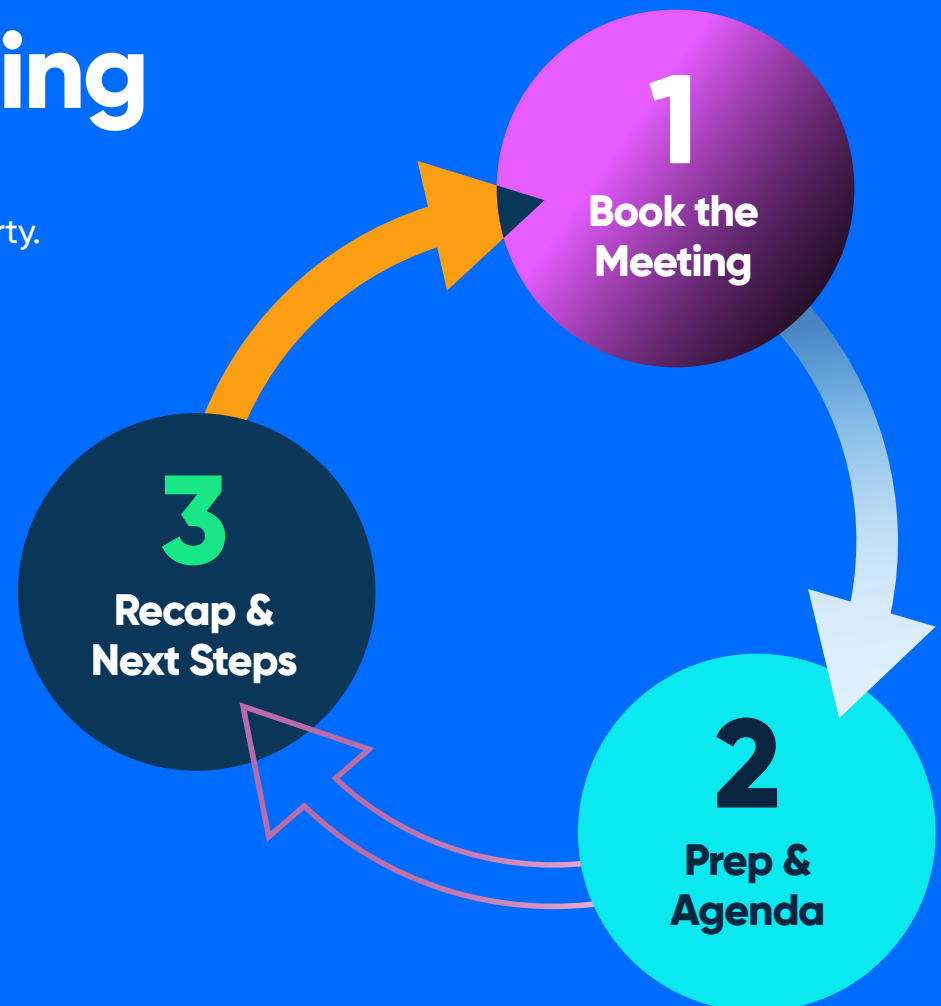 ing
rty.
1
Book the
Meeting
3
Recap &
Next Steps
2
Prep &
Agenda